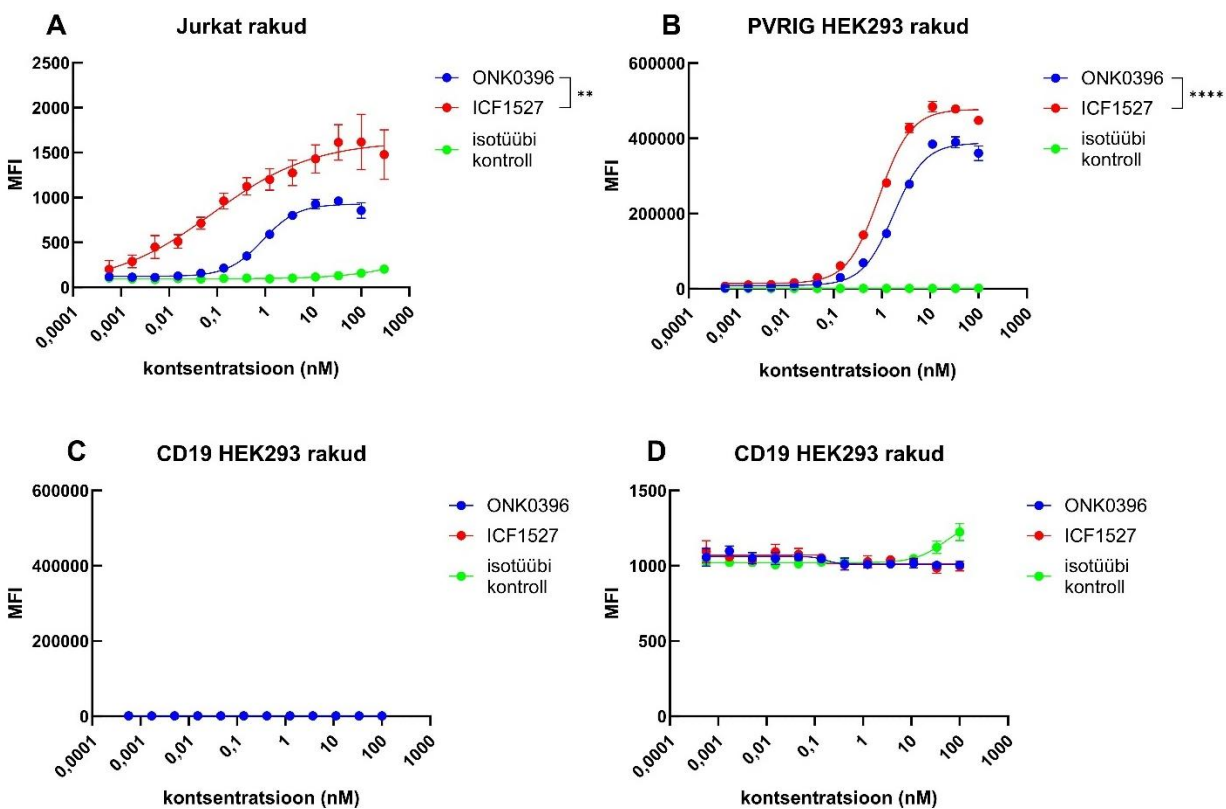 A
Jurkat rakud
2500
2000
1500
1000
500
0
MFI
0,0001
0,001
0,01
0,1
1
10
100
1000
kontsentratsioon (nM)
ONK0396
ICF1527
**
isotüübi
kontroll
B
PVRIG HEK293 rakud
600000
400000
200000
0
MFI
0,0001
0,001
0,01
0,1
1
10
100
1000
kontsentratsioon (nM)
ONK0396
ICF1527
****
isotüübi
kontroll
C
CD19 HEK293 rakud
600000
400000
200000
0
MFI
0,0001
0,001
0,01
0,1
1
10
100
1000
kontsentratsioon (nM)
ONK0396
ICF1527
isotüübi
kontroll
D
CD19 HEK293 rakud
1500
1000
500
0
MFI
0,0001
0,001
0,01
0,1
1
10
100
1000
kontsentratsioon (nM)
ONK0396
ICF1527
isotüübi
kontroll